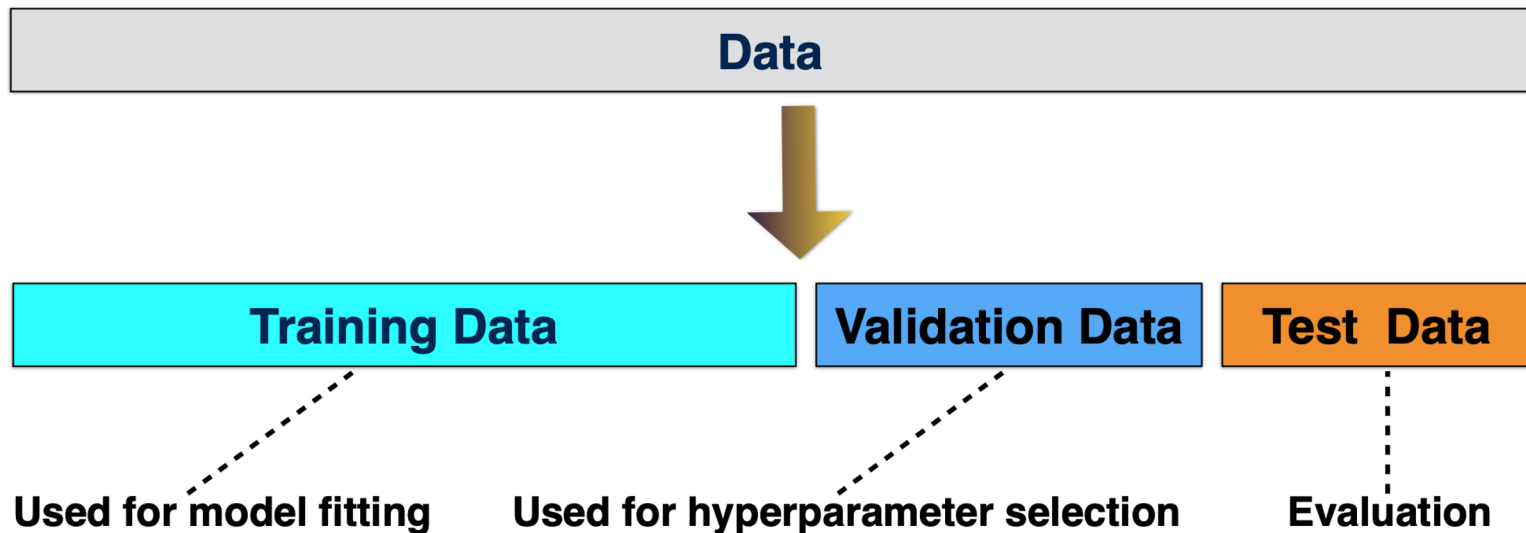 Data
Training Data
Validation Data
Test Data
Used for model fitting
Used for hyperparameter selection
Evaluation